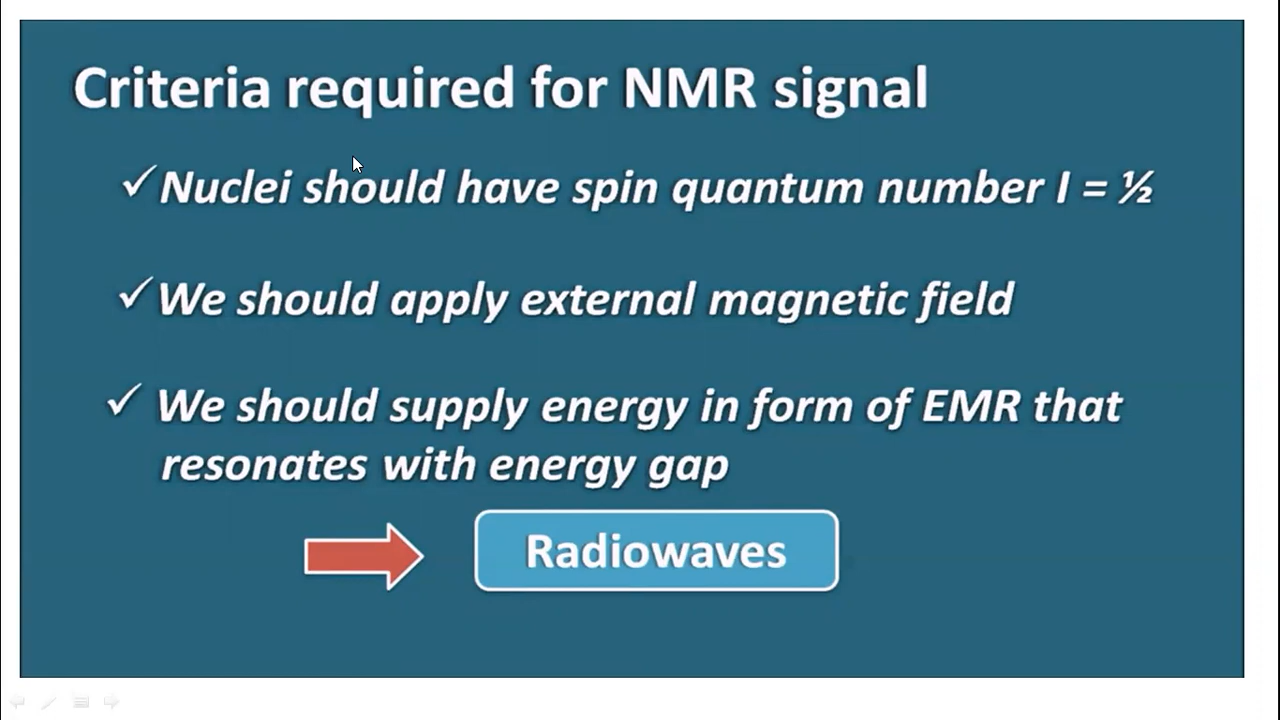 Criteria required for NMR signal
✓Nuclei should have spin quantum number I = ½
✓We should apply external magnetic field
✓ We should supply energy in form of EMR that
resonates with energy gap
Radiowaves